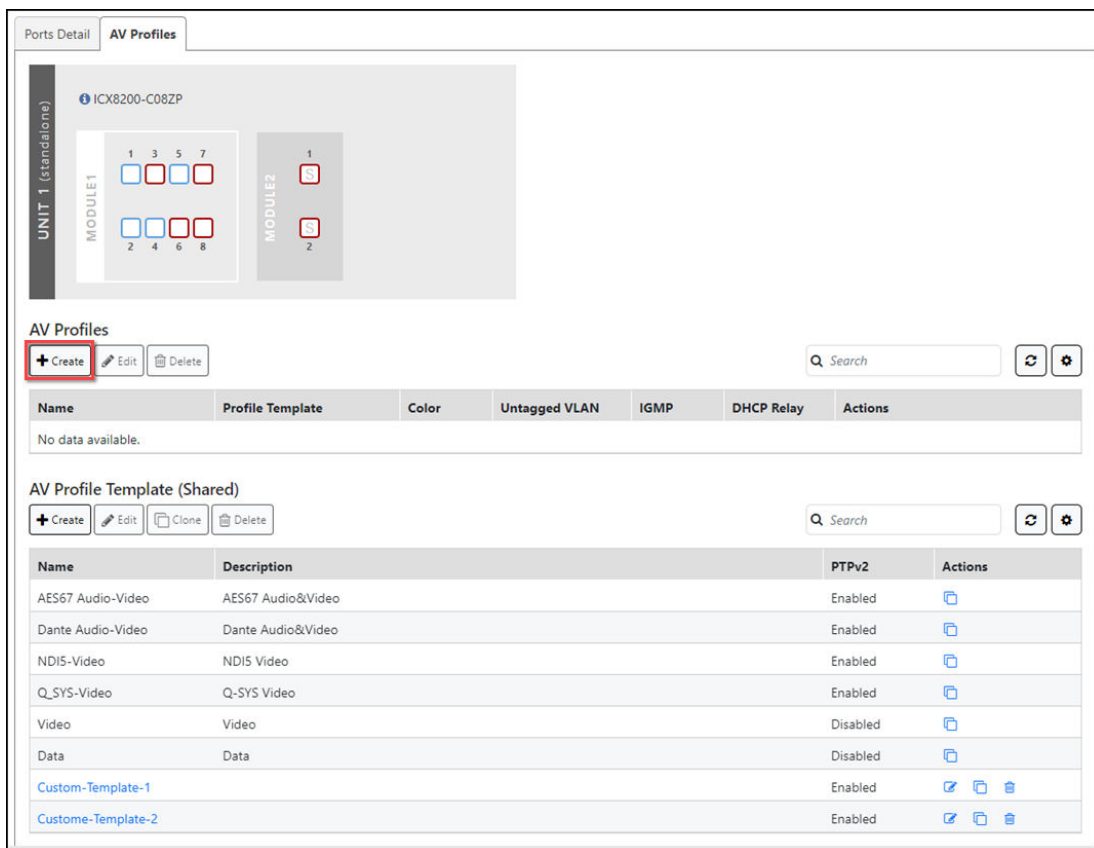 Ports Detail AV Profiles
ICX8200-C08ZP
UNIT 1 (standalone)
MODULE1
1 3 5 7
2 4 6 8
MODULE2
1
S
S
2
AV Profiles
Create Edit Delete Search
Name Profile Template Color Untagged VLAN IGMP DHCP Relay Actions
No data available.
AV Profile Template (Shared)
Create Edit Clone Delete Search
Name Description PTPv2 Actions
AES67 Audio-Video AES67 Audio&Video Enabled
Dante Audio-Video Dante Audio&Video Enabled
NDI5-Video NDI5 Video Enabled
Q_SYS-Video Q-SYS Video Enabled
Video Video Disabled
Data Data Disabled
Custom-Template-1 Enabled
Custome-Template-2 Enabled